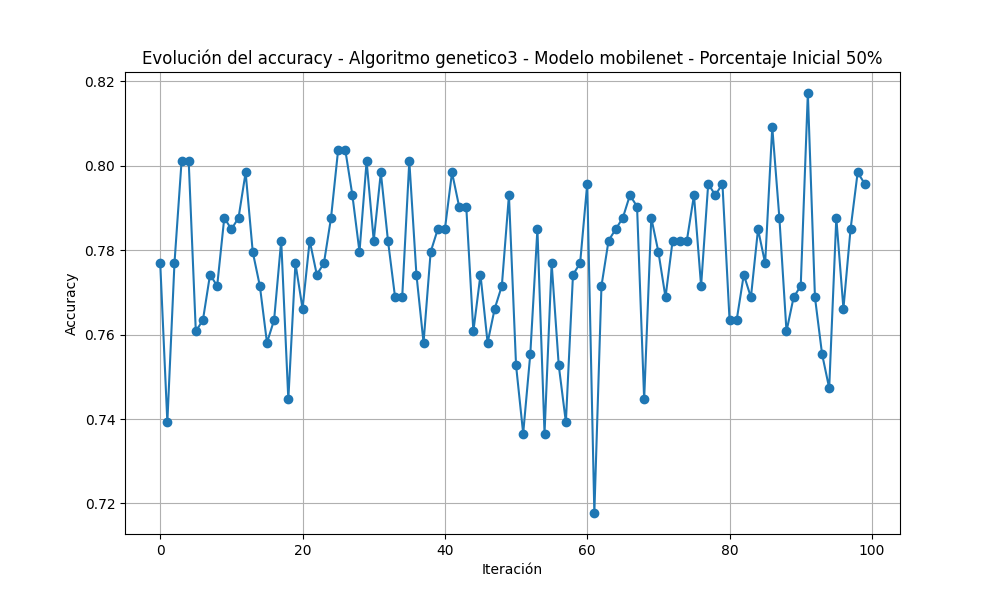 Evolución del accuracy - Algoritmo genetico3 - Modelo mobilenet - Porcentaje Inicial 50%
0.82
0.80
0.78
0.76
0.74
0.72
Accuracy
0 20 40 60 80 100
Iteración